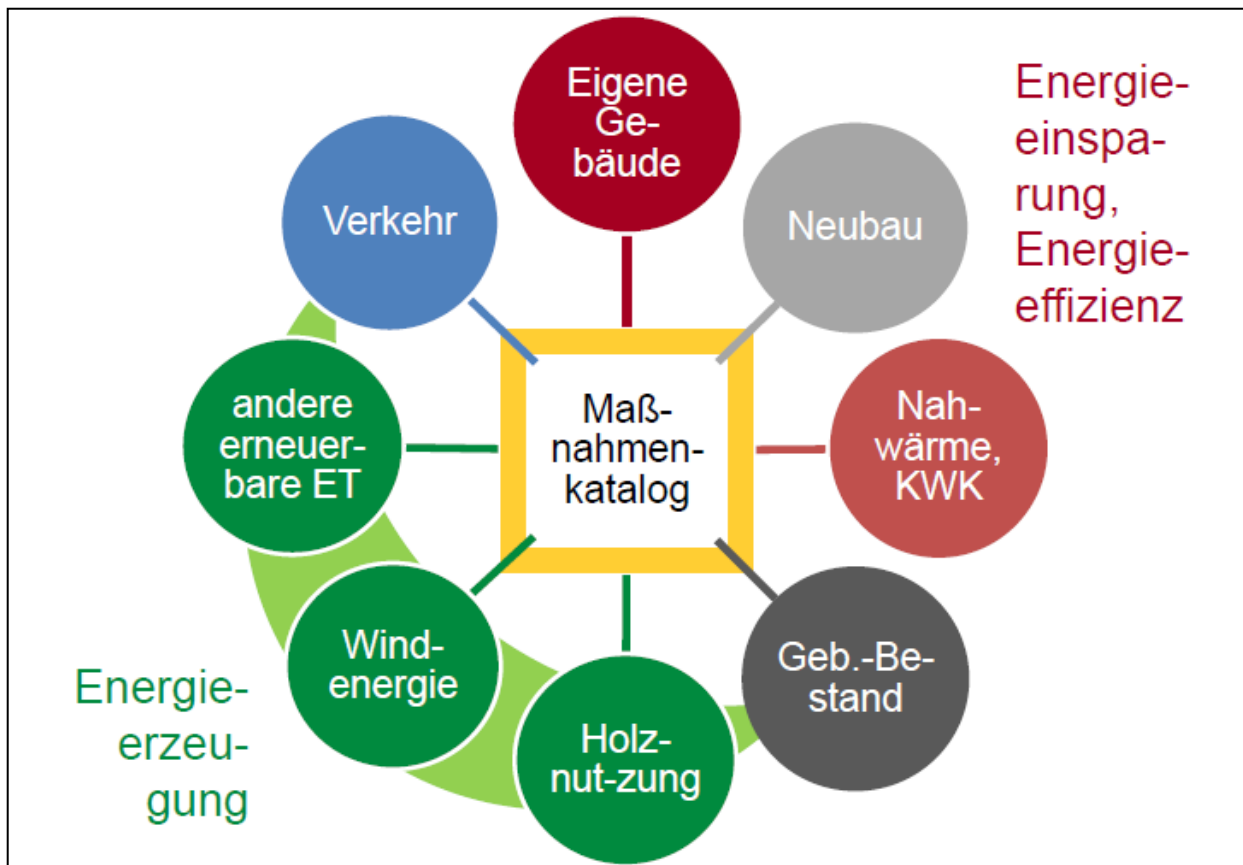 Eigene
Ge-
bäude
Energie-
einspa-
rung,
Energie-
effizienz
Verkehr
Neubau
andere
erneuer-
bare ET
Maß-
nahmen-
katalog
Nah-
wärme,
KWK
Wind-
energie
Geb.-Be-
stand
Energie-
erzeu-
gung
Holz-
nut-zung